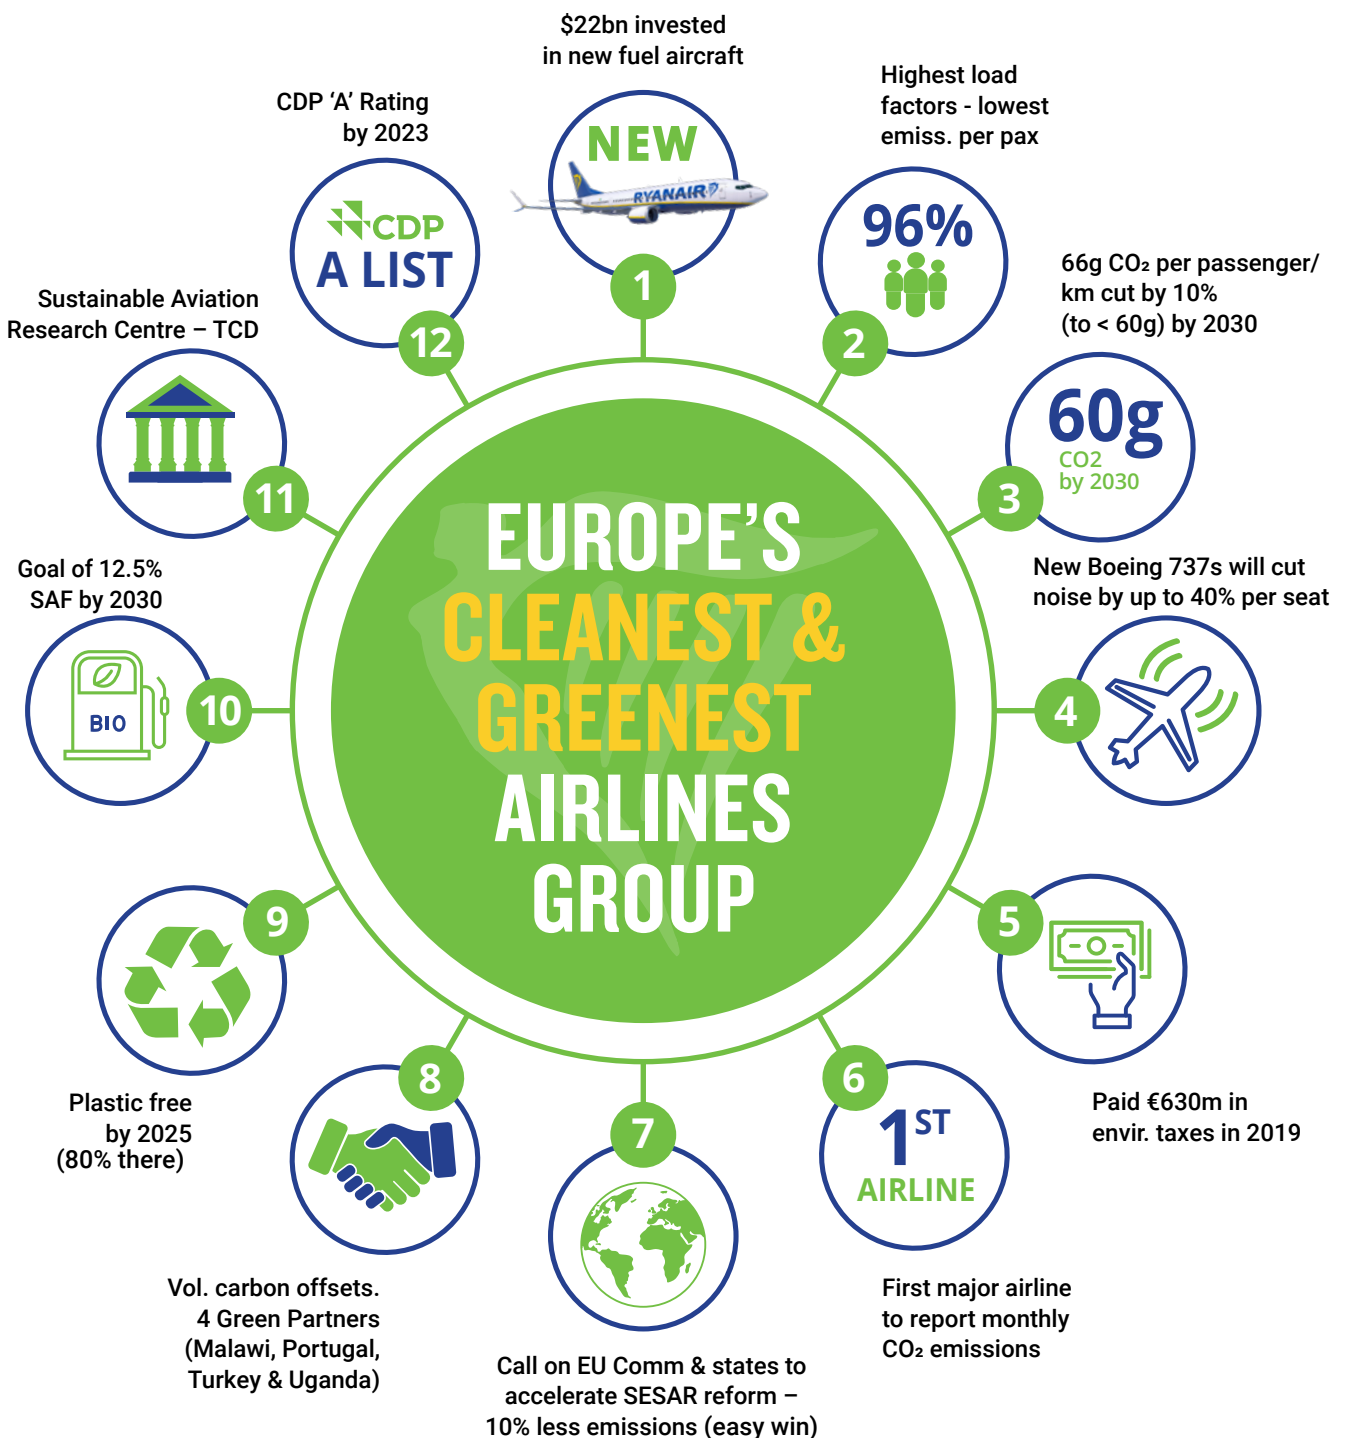 $22bn invested
in new fuel aircraft
NEW
RYANAIR
1
Highest load
factors - lowest
emiss. per pax
96%
2
66g CO₂ per passenger/
km cut by 10%
(to < 60g) by 2030
60g
CO2
by 2030
3
New Boeing 737s will cut
noise by up to 40% per seat
4
5
Paid €630m in
envir. taxes in 2019
6
1ST
AIRLINE
First major airline
to report monthly
CO₂ emissions
7
Call on EU Comm & states to
accelerate SESAR reform –
10% less emissions (easy win)
8
Vol. carbon offsets.
4 Green Partners
(Malawi, Portugal,
Turkey & Uganda)
9
Plastic free
by 2025
(80% there)
Goal of 12.5%
SAF by 2030
BIO
10
Sustainable Aviation
Research Centre – TCD
11
CDP ‘A’ Rating
by 2023
CDP
A LIST
12
EUROPE’S
CLEANEST &
GREENEST
AIRLINES
GROUP